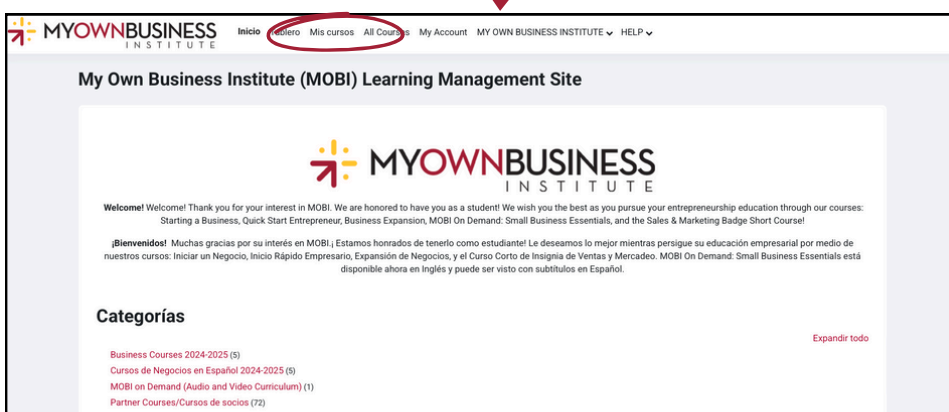 MYOWNBUSINESS Inicio Tablero Mis cursos All Courses My Account MY OWN BUSINESS INSTITUTE HELP
INSTITUTE
My Own Business Institute (MOBI) Learning Management Site
MYOWNBUSINESS
INSTITUTE
Welcome! Welcome! Thank you for your interest in MOBI. We are honored to have you as a student! We wish you the best as you pursue your entrepreneurship education through our courses:
Starting a Business, Quick Start Entrepreneur, Business Expansion, MOBI On Demand: Small Business Essentials, and the Sales & Marketing Badge Short Course!
¡Bienvenidos! Muchas gracias por su interés en MOBI.¡ Estamos honrados de tenerlo como estudiante! Le deseamos lo mejor mientras persigue su educación empresarial por medio de
nuestros cursos: Iniciar un Negocio, Inicio Rápido Empresario, Expansión de Negocios, y el Curso Corto de Insignia de Ventas y Mercadeo. MOBI On Demand: Small Business Essentials está
disponible ahora en Inglés y puede ser visto con subtítulos en Español.
Categorías
Expandir todo
Business Courses 2024-2025 (5)
Cursos de Negocios en Español 2024-2025 (5)
MOBI on Demand (Audio and Video Curriculum) (1)
Partner Courses/Cursos de socios (72)